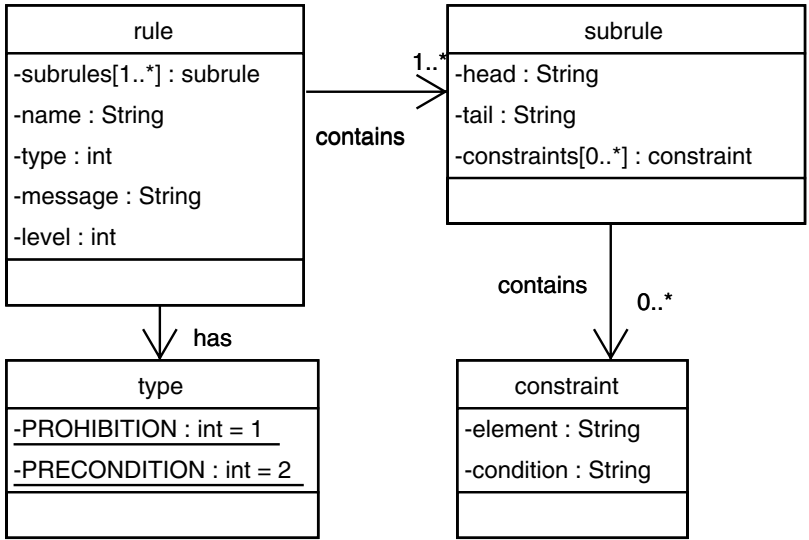 rule
-subrules[1..*] : subrule
-name : String
-type : int
-message : String
-level : int
1..*
contains
subrule
-head : String
-tail : String
-constraints[0..*] : constraint
has
contains
0..*
type
-PROHIBITION : int = 1
-PRECONDITION : int = 2
constraint
-element : String
-condition : String